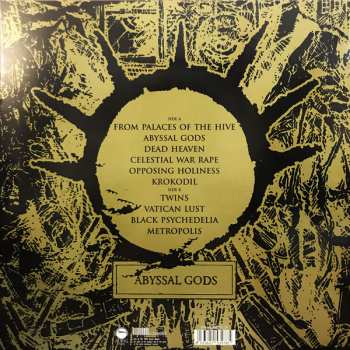 SIDE A
FROM PALACES OF THE HIVE
ABYSSAL GODS
DEAD HEAVEN
CELESTIAL WAR RAPE
OPPOSING HOLINESS
KROKODIL
SIDE B
TWINS
VATICAN LUST
BLACK PSYCHEDELIA
METROPOLIS
ABYSSAL GODS